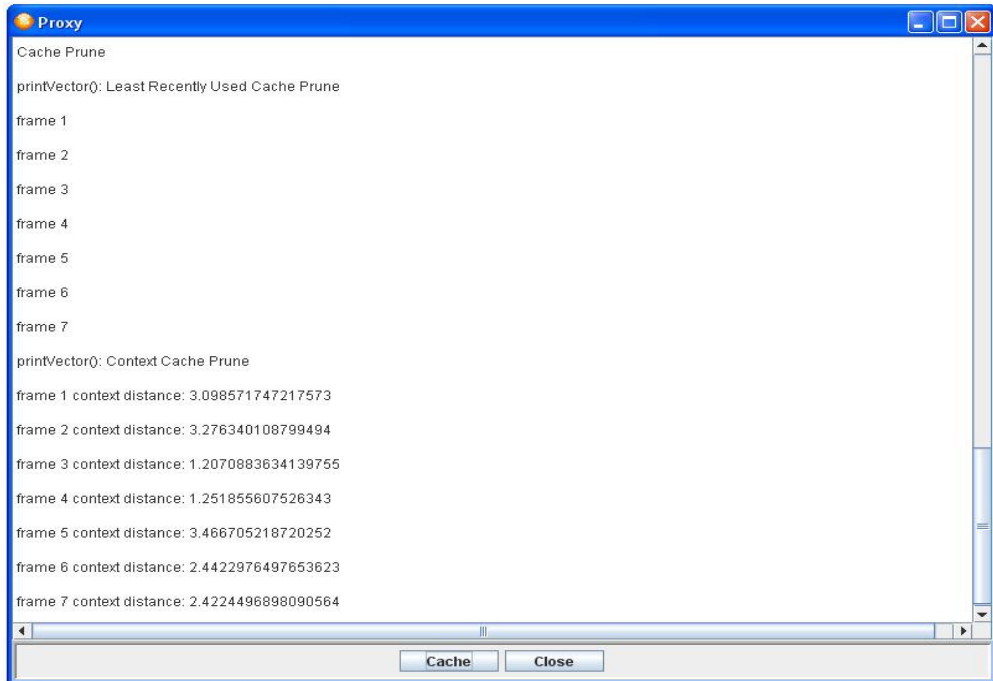 Proxy
Cache Prune
printVector(): Least Recently Used Cache Prune
frame 1
frame 2
frame 3
frame 4
frame 5
frame 6
frame 7
printVector(): Context Cache Prune
frame 1 context distance: 3.098571747217573
frame 2 context distance: 3.276340108799494
frame 3 context distance: 1.2070883634139755
frame 4 context distance: 1.251855607526343
frame 5 context distance: 3.466705218720252
frame 6 context distance: 2.4422976497653623
frame 7 context distance: 2.4224496898090564
Cache Close